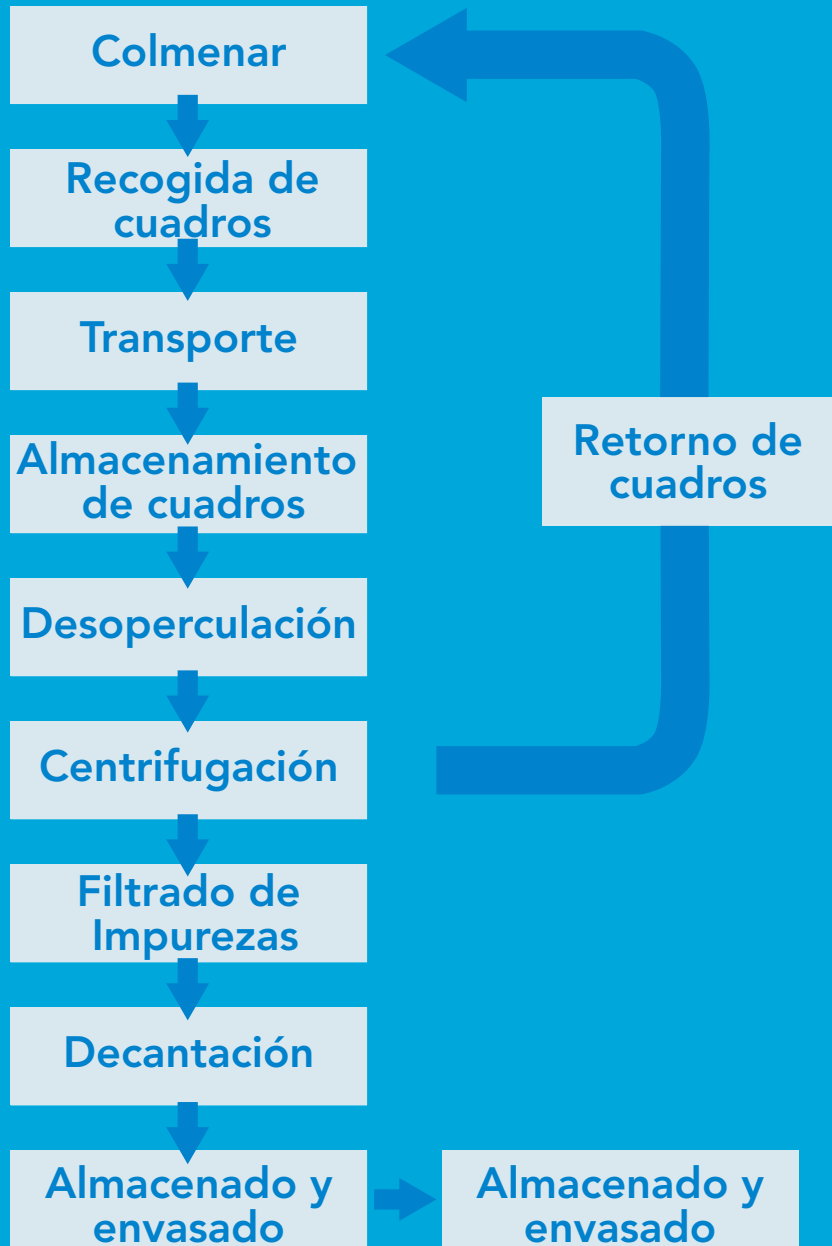 Colmenar
Recogida de
cuadros
Transporte
Almacenamiento
de cuadros
Retorno de
cuadros
Desoperculación
Centrifugación
Filtrado de
Impurezas
Decantación
Almacenado y
envasado
Almacenado y
envasado